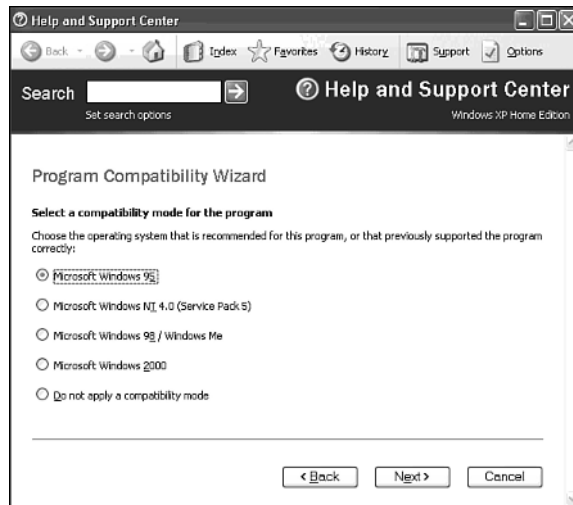 Help and Support Center
Back
Index
Favorites
History
Support
Options
Search
Set search options
Help and Support Center
Windows XP Home Edition
Program Compatibility Wizard
Select a compatibility mode for the program
Choose the operating system that is recommended for this program, or that previously supported the program
correctly:
Microsoft Windows 95
Microsoft Windows NT 4.0 (Service Pack 5)
Microsoft Windows 98 / Windows Me
Microsoft Windows 2000
Do not apply a compatibility mode
< Back
Next >
Cancel